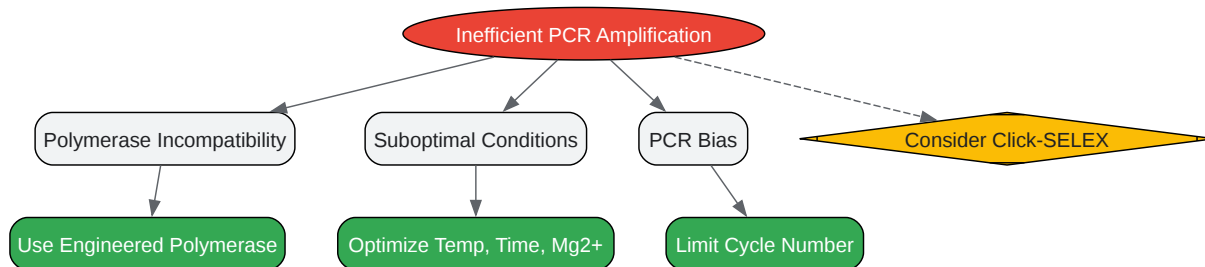 Inefficient PCR Amplification
Polymerase Incompatibility
Suboptimal Conditions
PCR Bias
Consider Click-SELEX
Use Engineered Polymerase
Optimize Temp, Time, Mg2+
Limit Cycle Number